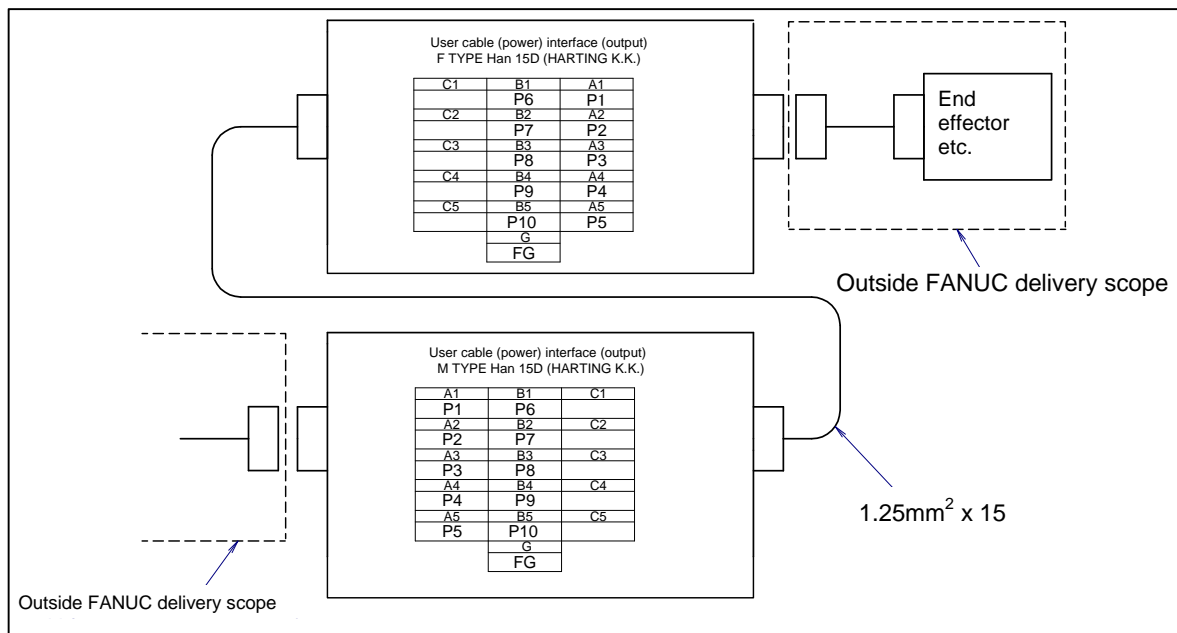 User cable (power) interface (output)
F TYPE Han 15D (HARTING K.K.)
C1 B1 A1
P6 P1
C2 B2 A2
P7 P2
C3 B3 A3
P8 P3
C4 B4 A4
P9 P4
C5 B5 A5
P10 P5
G
FG
End
effector
etc.
Outside FANUC delivery scope
User cable (power) interface (output)
M TYPE Han 15D (HARTING K.K.)
A1 B1 C1
P1 P6
A2 B2 C2
P2 P7
A3 B3 C3
P3 P8
A4 B4 C4
P4 P9
A5 B5 C5
P5 P10
G
FG
1.25mm² x 15
Outside FANUC delivery scope